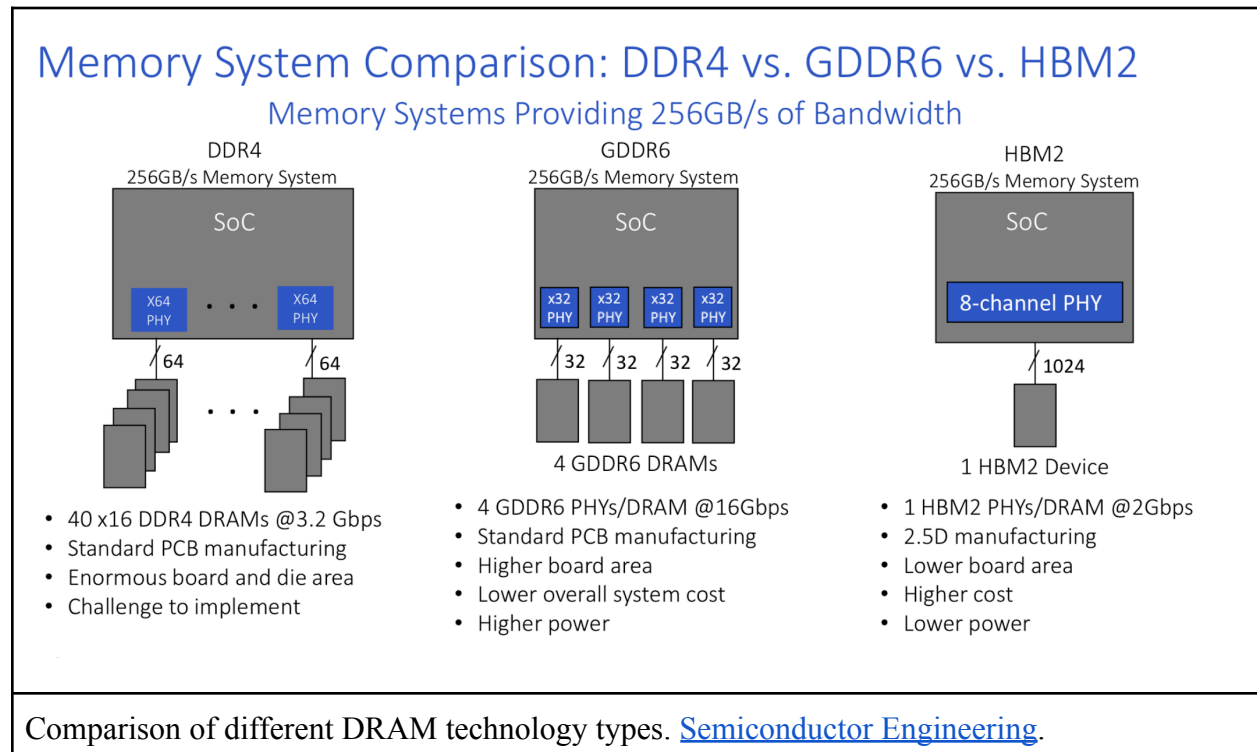 Memory System Comparison: DDR4 vs. GDDR6 vs. HBM2
Memory Systems Providing 256GB/s of Bandwidth
DDR4
256GB/s Memory System
SoC
X64
PHY
. . .
X64
PHY
64
64
. . .
• 40 x16 DDR4 DRAMs @3.2 Gbps
• Standard PCB manufacturing
• Enormous board and die area
• Challenge to implement
GDDR6
256GB/s Memory System
SoC
x32
PHY
x32
PHY
x32
PHY
x32
PHY
32
32
32
32
4 GDDR6 DRAMs
• 4 GDDR6 PHYs/DRAM @16Gbps
• Standard PCB manufacturing
• Higher board area
• Lower overall system cost
• Higher power
HBM2
256GB/s Memory System
SoC
8-channel PHY
1024
1 HBM2 Device
• 1 HBM2 PHYs/DRAM @2Gbps
• 2.5D manufacturing
• Lower board area
• Higher cost
• Lower power
Comparison of different DRAM technology types. Semiconductor Engineering.